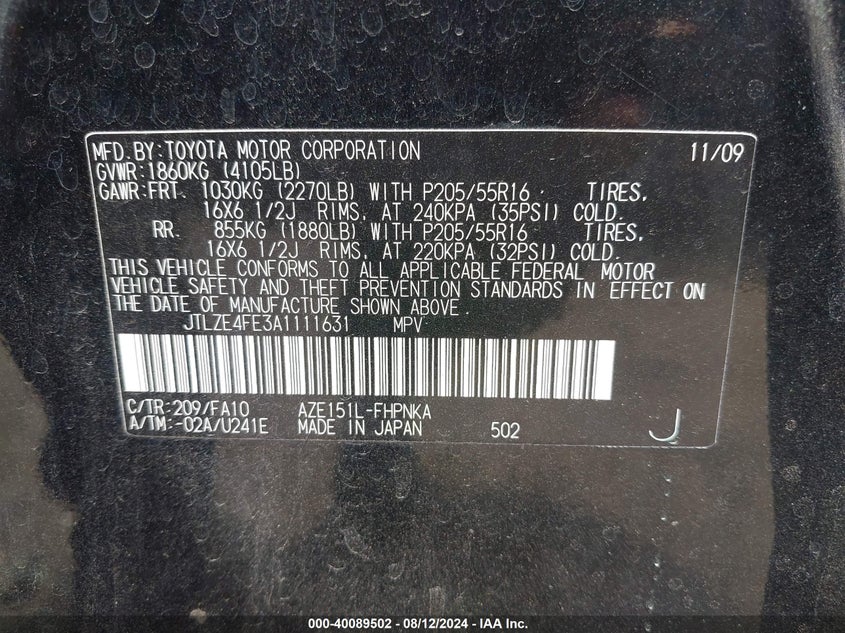 MFD.BY:TOYOTA MOTOR CORPORATION 11/09
GVWR:1860KG (4105LB)
GAWR:FRT. 1030KG (2270LB) WITH P205/55R16 TIRES,
16X6 1/2J RIMS, AT 240KPA (35PSI) COLD.
RR. 855KG (1880LB) WITH P205/55R16 TIRES,
16X6 1/2J RIMS, AT 220KPA (32PSI) COLD.
THIS VEHICLE CONFORMS TO ALL APPLICABLE FEDERAL MOTOR
VEHICLE SAFETY AND THEFT PREVENTION STANDARDS IN EFFECT ON
THE DATE OF MANUFACTURE SHOWN ABOVE.
JTLZE4FE3A1111631 MPV
C/TR:209/FA10 AZE151L-FHPNKA
A/TM:-02A/U241E MADE IN JAPAN 502 J
000-40089502 - 08/12/2024 - IAA Inc.